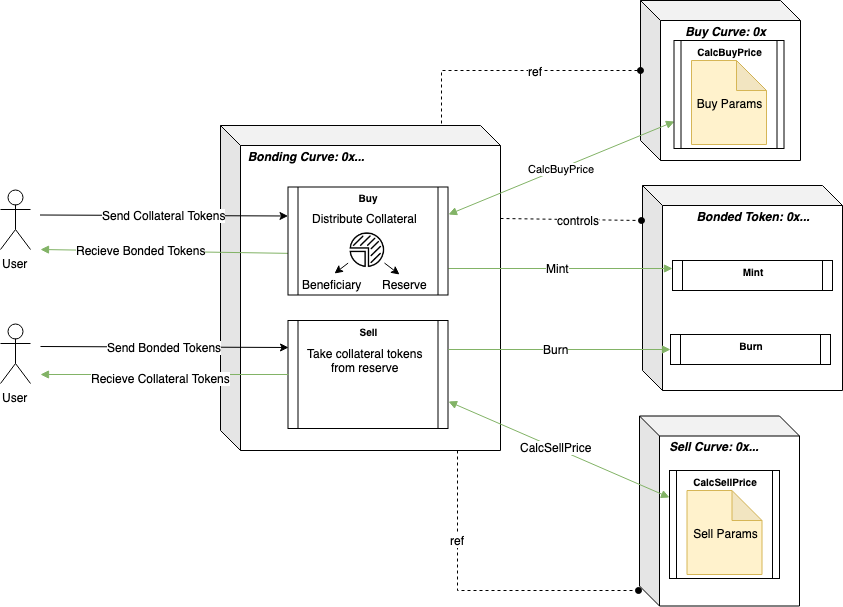 Buy Curve: 0x
CalcBuyPrice
Buy Params
ref
Bonding Curve: 0x...
CalcBuyPrice
Buy
Distribute Collateral
Beneficiary
Reserve
Send Collateral Tokens
Recieve Bonded Tokens
User
controls
Bonded Token: 0x...
Mint
Mint
Sell
Take collateral tokens
from reserve
Send Bonded Tokens
Recieve Collateral Tokens
User
Burn
Burn
CalcSellPrice
Sell Curve: 0x...
CalcSellPrice
Sell Params
ref